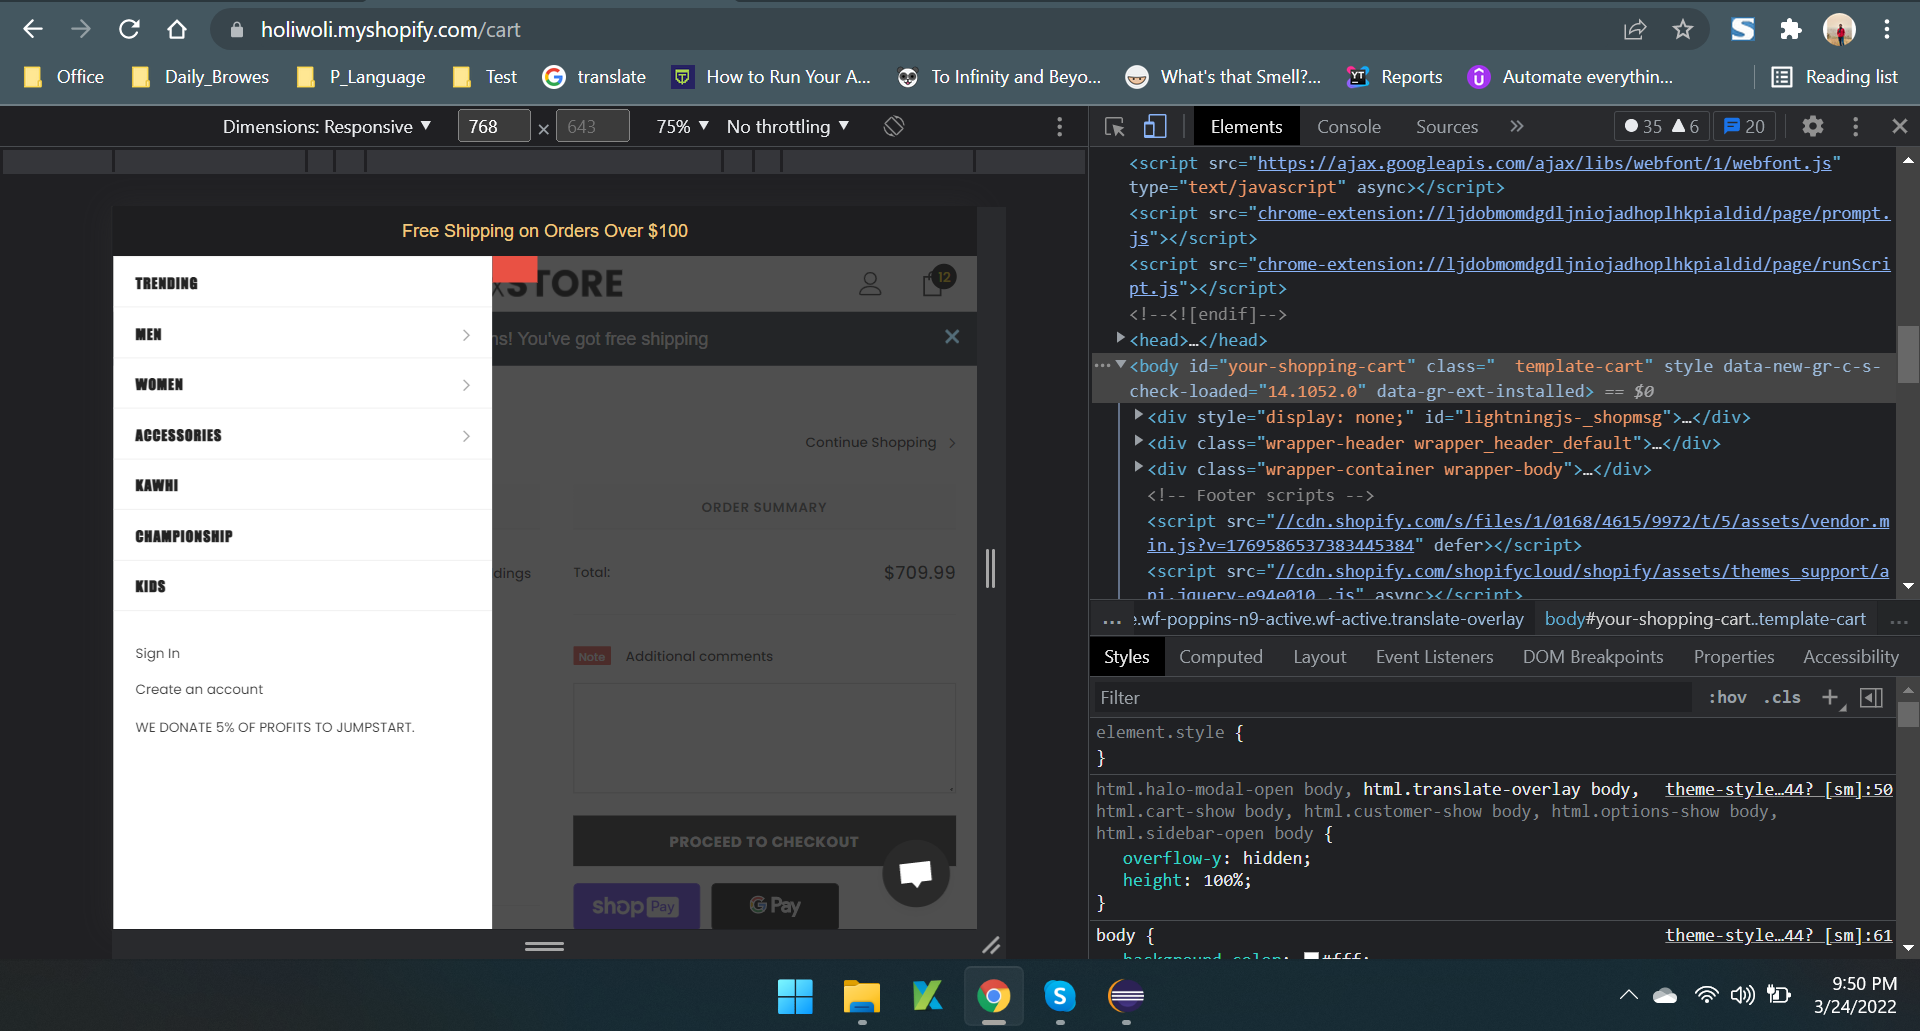 holiwoli.myshopify.com/cart
Office
Daily_Browes
P_Language
Test
translate
How to Run Your A...
To Infinity and Beyo...
What's that Smell?...
Reports
Automate everythin...
Reading list
Dimensions: Responsive
768 × 643
75%
No throttling
Elements
Console
Sources
35
6
20
Free Shipping on Orders Over $100
TRENDING
MEN
WOMEN
ACCESSORIES
KAWHI
CHAMPIONSHIP
KIDS
Sign In
Create an account
WE DONATE 5% OF PROFITS TO JUMPSTART.
STORE
12
ns! You've got free shipping
Continue Shopping
ORDER SUMMARY
dings
Total:
$709.99
Note
Additional comments
PROCEED TO CHECKOUT
shop Pay
G Pay
<script src="https://ajax.googleapis.com/ajax/libs/webfont/1/webfont.js"
type="text/javascript" async></script>
<script src="chrome-extension://ljdobmomdgdljniojadhoplhkpialdid/page/prompt.
js"></script>
<script src="chrome-extension://ljdobmomdgdljniojadhoplhkpialdid/page/runScri
pt.js"></script>
<!--<![endif]-->
<head>…</head>
<body id="your-shopping-cart" class="  template-cart" style data-new-gr-c-s-
check-loaded="14.1052.0" data-gr-ext-installed> == $0
<div style="display: none;" id="lightningjs-_shopmsg">…</div>
<div class="wrapper-header wrapper_header_default">…</div>
<div class="wrapper-container wrapper-body">…</div>
<!-- Footer scripts -->
<script src="//cdn.shopify.com/s/files/1/0168/4615/9972/t/5/assets/vendor.m
in.js?v=1769586537383445384" defer></script>
<script src="//cdn.shopify.com/shopifycloud/shopify/assets/themes_support/a
pi.jquery-e94e010….js" async></script>
... .wf-poppins-n9-active.wf-active.translate-overlay
body#your-shopping-cart..template-cart ...
Styles
Computed
Layout
Event Listeners
DOM Breakpoints
Properties
Accessibility
Filter
:hov
.cls
element.style {
}
html.halo-modal-open body, html.translate-overlay body,
theme-style…44? [sm]:50
html.cart-show body, html.customer-show body, html.options-show body,
html.sidebar-open body {
overflow-y: hidden;
height: 100%;
}
body {
theme-style…44? [sm]:61
background-color: #fff;
9:50 PM
3/24/2022